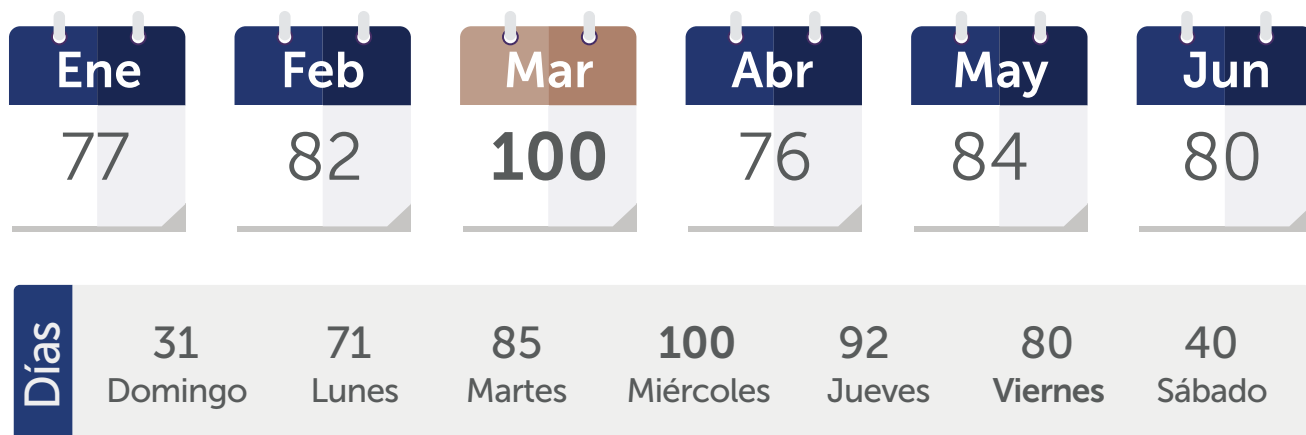 Ene Feb Mar Abr May Jun
77 82 100 76 84 80
Días
31 71 85 100 92 80 40
Domingo Lunes Martes Miércoles Jueves Viernes Sábado